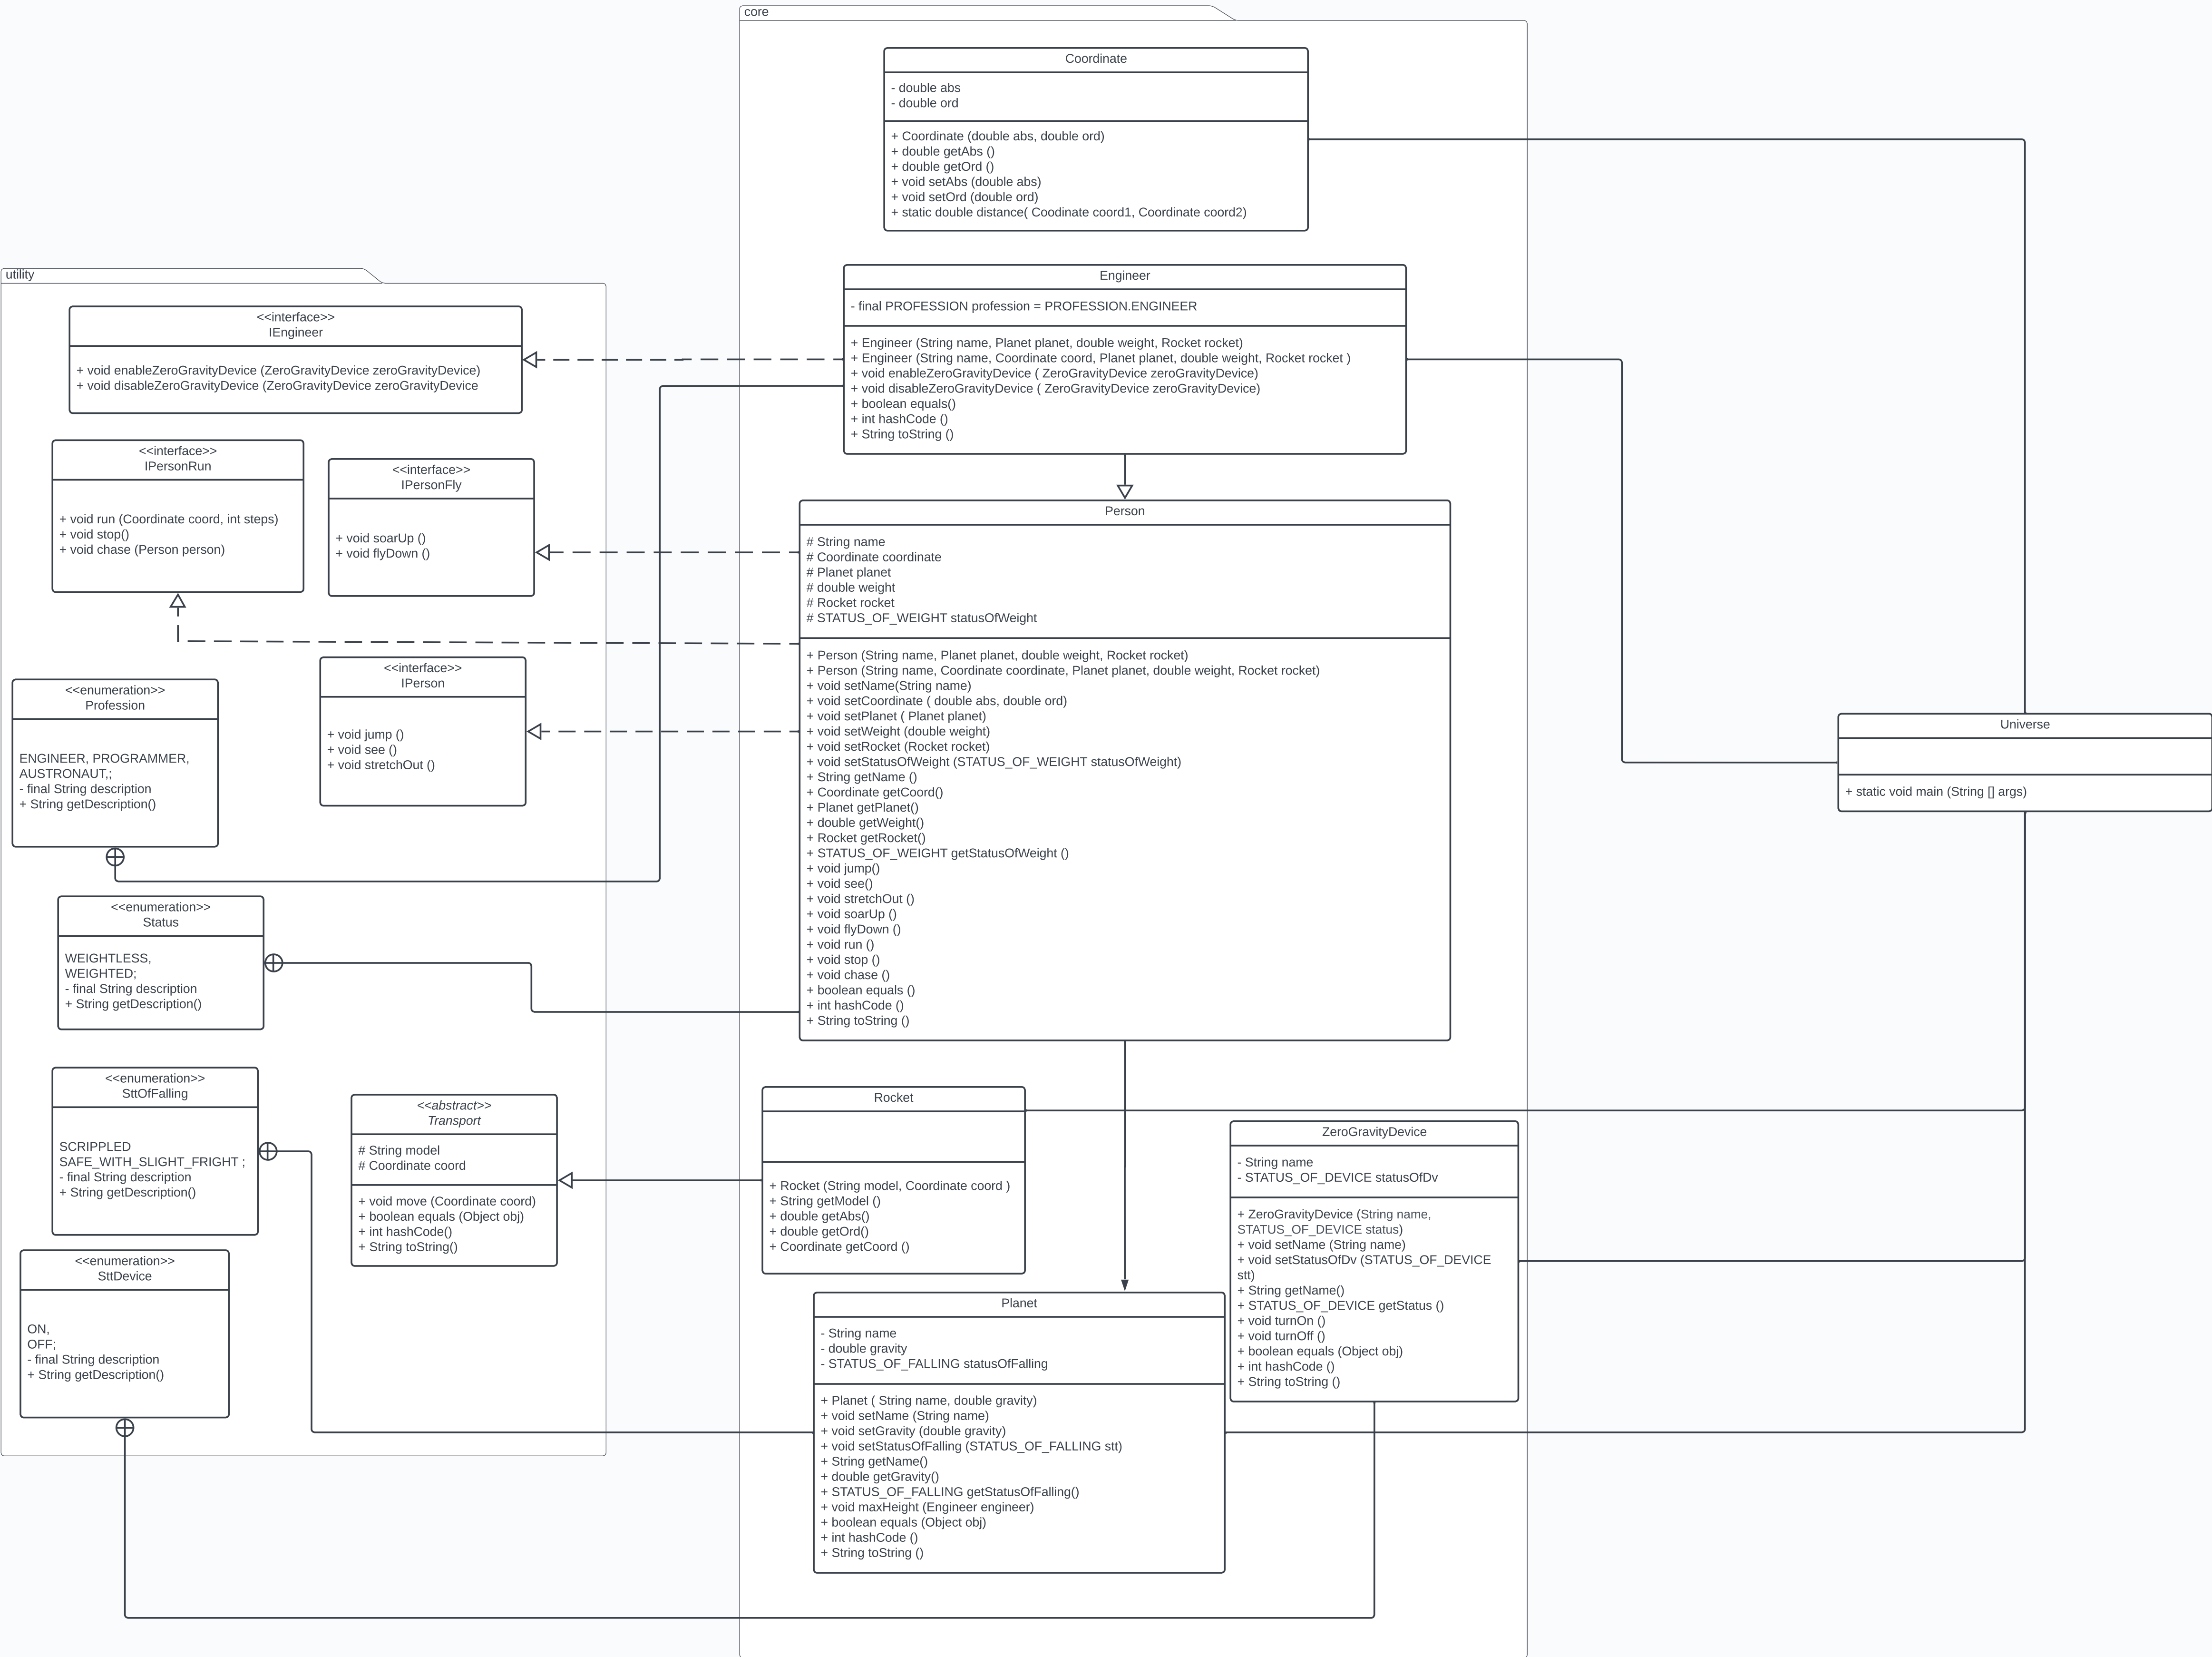 core
Coordinate
- double abs
- double ord
+ Coordinate (double abs, double ord)
+ double getAbs ()
+ double getOrd ()
+ void setAbs (double abs)
+ void setOrd (double ord)
+ static double distance( Coodinate coord1, Coordinate coord2)
Engineer
- final PROFESSION profession = PROFESSION.ENGINEER
+ Engineer (String name, Planet planet, double weight, Rocket rocket)
+ Engineer (String name, Coordinate coord, Planet planet, double weight, Rocket rocket )
+ void enableZeroGravityDevice ( ZeroGravityDevice zeroGravityDevice)
+ void disableZeroGravityDevice ( ZeroGravityDevice zeroGravityDevice)
+ boolean equals()
+ int hashCode ()
+ String toString ()
utility
<<interface>>
IEngineer
+ void enableZeroGravityDevice (ZeroGravityDevice zeroGravityDevice)
+ void disableZeroGravityDevice (ZeroGravityDevice zeroGravityDevice
<<interface>>
IPersonRun
+ void run (Coordinate coord, int steps)
+ void stop()
+ void chase (Person person)
<<interface>>
IPersonFly
+ void soarUp ()
+ void flyDown ()
Person
# String name
# Coordinate coordinate
# Planet planet
# double weight
# Rocket rocket
# STATUS_OF_WEIGHT statusOfWeight
+ Person (String name, Planet planet, double weight, Rocket rocket)
+ Person (String name, Coordinate coordinate, Planet planet, double weight, Rocket rocket)
+ void setName(String name)
+ void setCoordinate ( double abs, double ord)
+ void setPlanet ( Planet planet)
+ void setWeight (double weight)
+ void setRocket (Rocket rocket)
+ void setStatusOfWeight (STATUS_OF_WEIGHT statusOfWeight)
+ String getName ()
+ Coordinate getCoord()
+ Planet getPlanet()
+ double getWeight()
+ Rocket getRocket()
+ STATUS_OF_WEIGHT getStatusOfWeight ()
+ void jump()
+ void see()
+ void stretchOut ()
+ void soarUp ()
+ void flyDown ()
+ void run ()
+ void stop ()
+ void chase ()
+ boolean equals ()
+ int hashCode ()
+ String toString ()
<<interface>>
IPerson
+ void jump ()
+ void see ()
+ void stretchOut ()
<<enumeration>>
Profession
ENGINEER, PROGRAMMER,
AUSTRONAUT,;
- final String description
+ String getDescription()
Universe
+ static void main (String [] args)
<<enumeration>>
Status
WEIGHTLESS,
WEIGHTED;
- final String description
+ String getDescription()
<<enumeration>>
SttOfFalling
SCRIPPLED
SAFE_WITH_SLIGHT_FRIGHT ;
- final String description
+ String getDescription()
<<abstract>>
Transport
# String model
# Coordinate coord
+ void move (Coordinate coord)
+ boolean equals (Object obj)
+ int hashCode()
+ String toString()
Rocket
+ Rocket (String model, Coordinate coord )
+ String getModel ()
+ double getAbs()
+ double getOrd()
+ Coordinate getCoord ()
ZeroGravityDevice
- String name
- STATUS_OF_DEVICE statusOfDv
+ ZeroGravityDevice (String name,
STATUS_OF_DEVICE status)
+ void setName (String name)
+ void setStatusOfDv (STATUS_OF_DEVICE
stt)
+ String getName()
+ STATUS_OF_DEVICE getStatus ()
+ void turnOn ()
+ void turnOff ()
+ boolean equals (Object obj)
+ int hashCode ()
+ String toString ()
<<enumeration>>
SttDevice
ON,
OFF;
- final String description
+ String getDescription()
Planet
- String name
- double gravity
- STATUS_OF_FALLING statusOfFalling
+ Planet ( String name, double gravity)
+ void setName (String name)
+ void setGravity (double gravity)
+ void setStatusOfFalling (STATUS_OF_FALLING stt)
+ String getName()
+ double getGravity()
+ STATUS_OF_FALLING getStatusOfFalling()
+ void maxHeight (Engineer engineer)
+ boolean equals (Object obj)
+ int hashCode ()
+ String toString ()